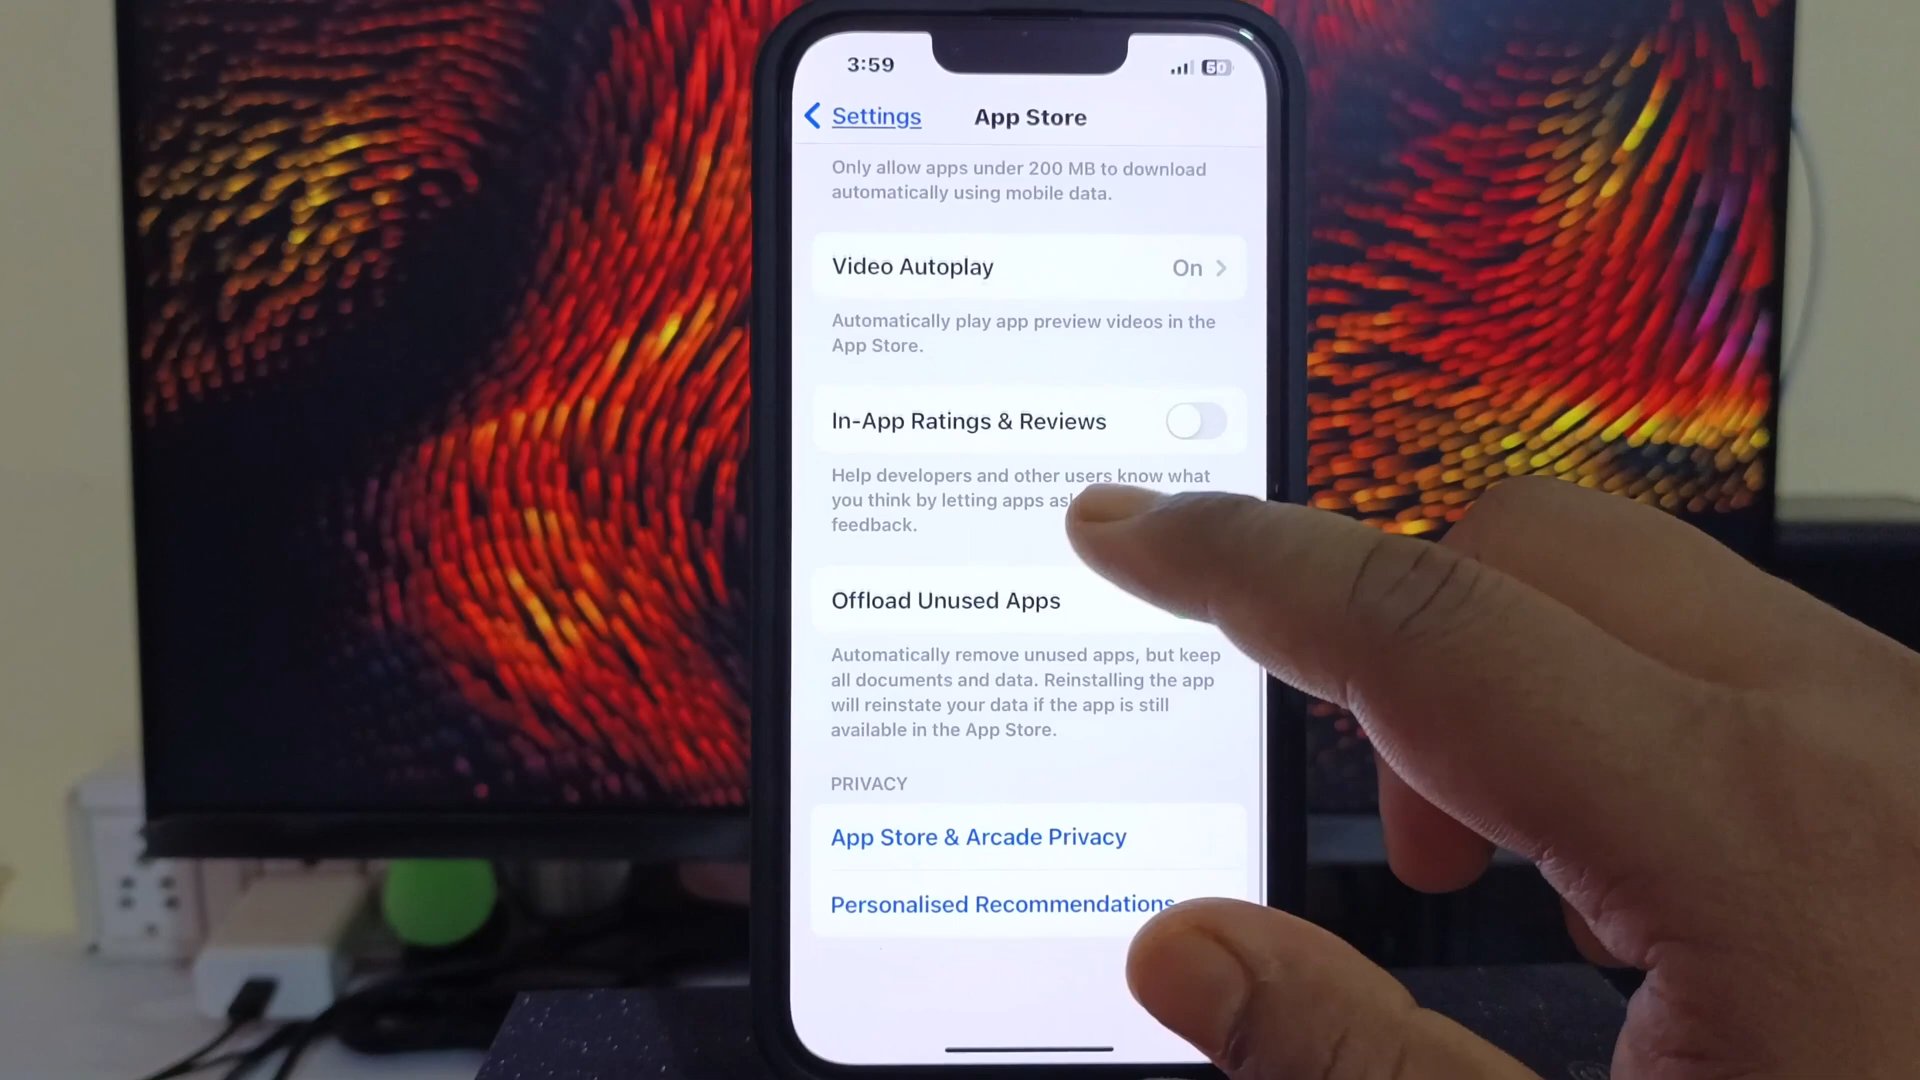 3:59
50
Settings
App Store
Only allow apps under 200 MB to download
automatically using mobile data.
Video Autoplay
On
Automatically play app preview videos in the
App Store.
In-App Ratings & Reviews
Help developers and other users know what
you think by letting apps
feedback.
Offload Unused Apps
Automatically remove unused apps, but keep
all documents and data. Reinstalling the app
will reinstate your data if the app is still
available in the App Store.
PRIVACY
App Store & Arcade Privacy
Personalised Recommendations